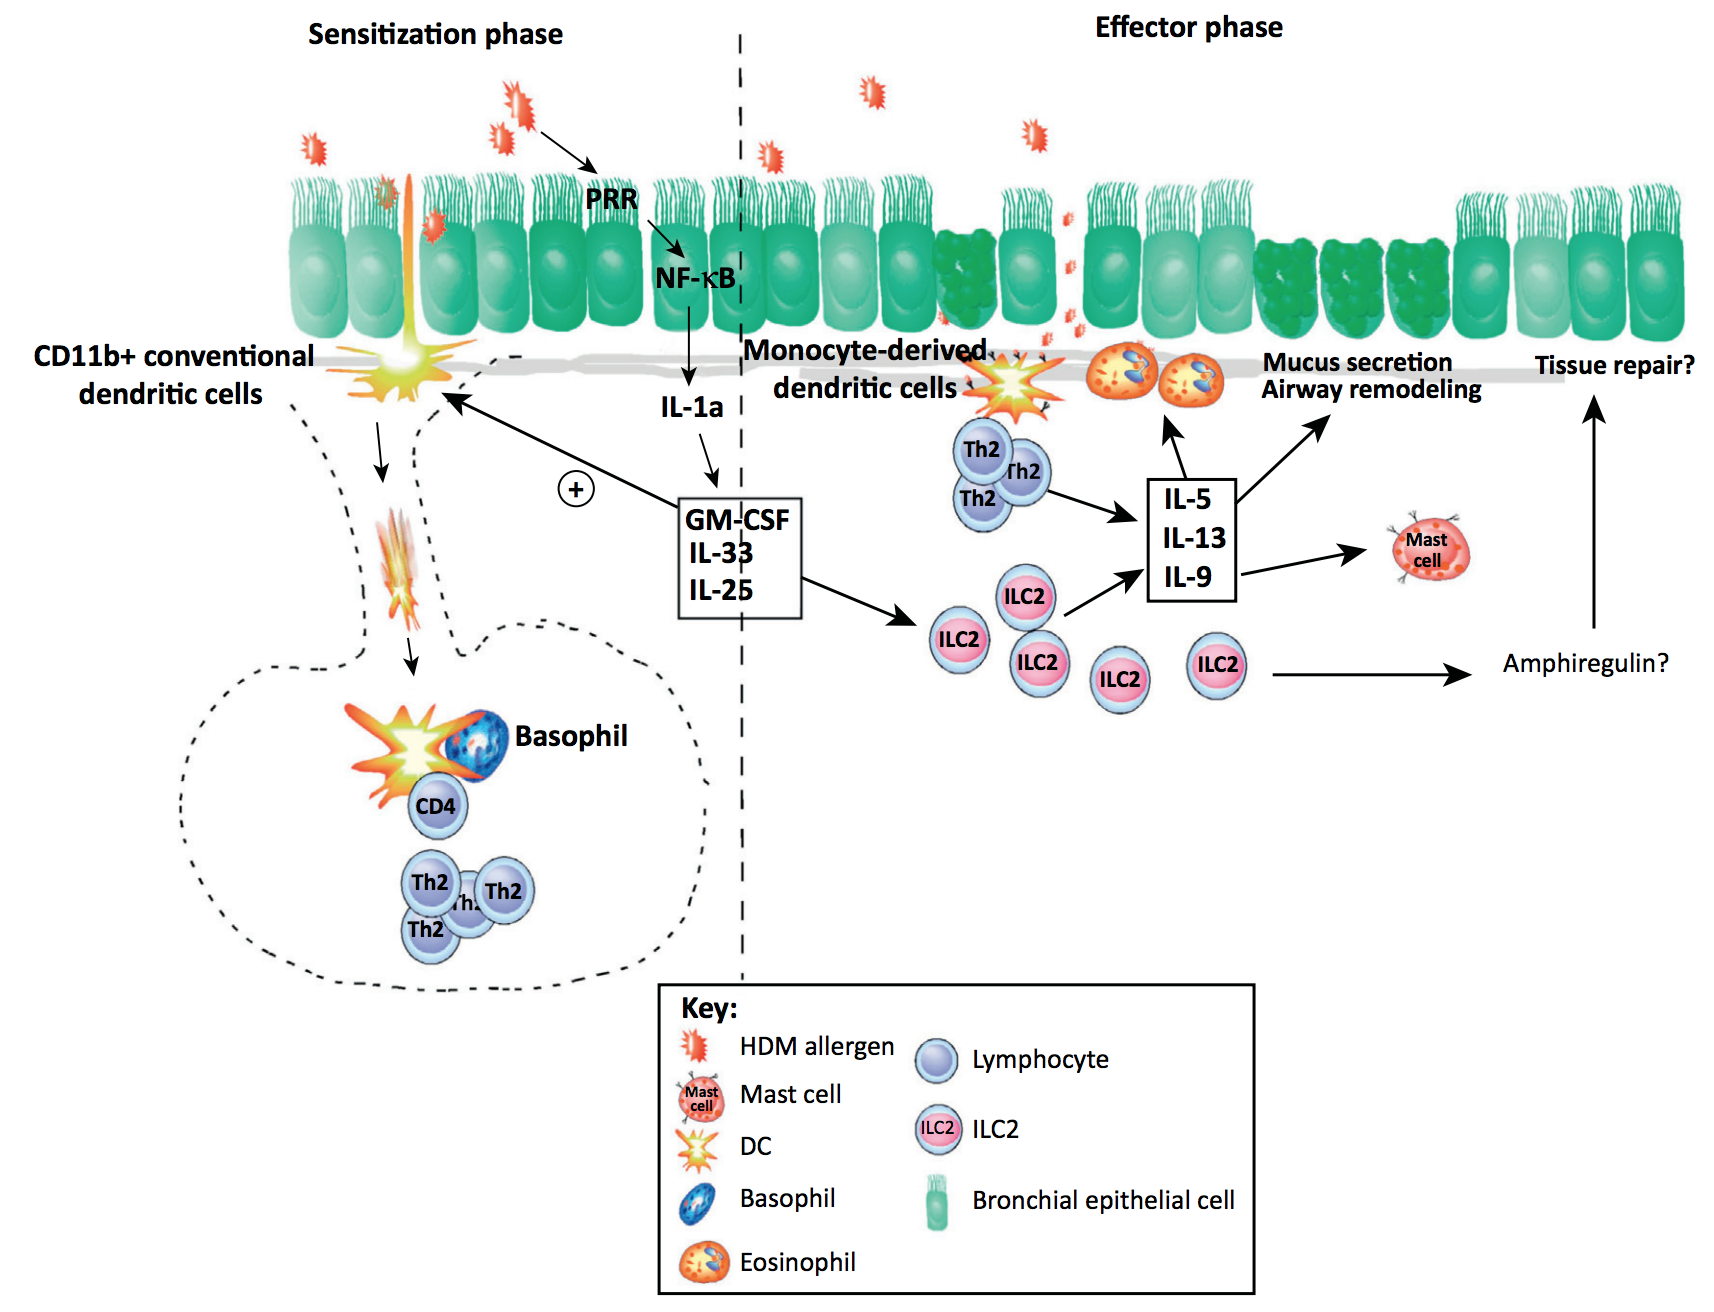 Sensitization phase
Effector phase
PRR
NF-κB
CD11b+ conventional
dendritic cells
IL-1a
GM-CSF
IL-33
IL-25
+
Basophil
CD4
Th2
Th2
Th2
Th2
Monocyte-derived
dendritic cells
Th2
Th2
Th2
IL-5
IL-13
IL-9
Mucus secretion
Airway remodeling
Tissue repair?
Mast
cell
ILC2
ILC2
ILC2
ILC2
ILC2
Amphiregulin?
Key:
HDM allergen
Mast
cell
Mast cell
DC
Basophil
Eosinophil
Lymphocyte
ILC2
ILC2
Bronchial epithelial cell